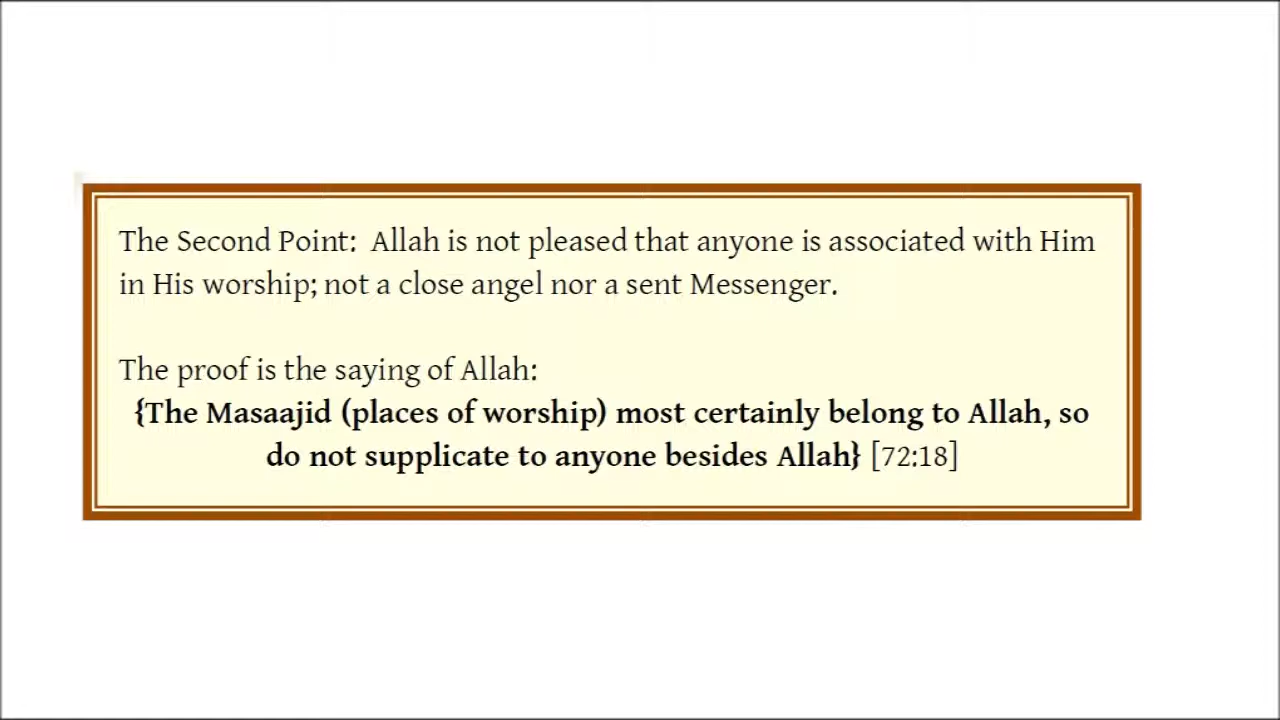 The Second Point: Allah is not pleased that anyone is associated with Him
in His worship; not a close angel nor a sent Messenger.
The proof is the saying of Allah:
{The Masaajid (places of worship) most certainly belong to Allah, so
do not supplicate to anyone besides Allah} [72:18]